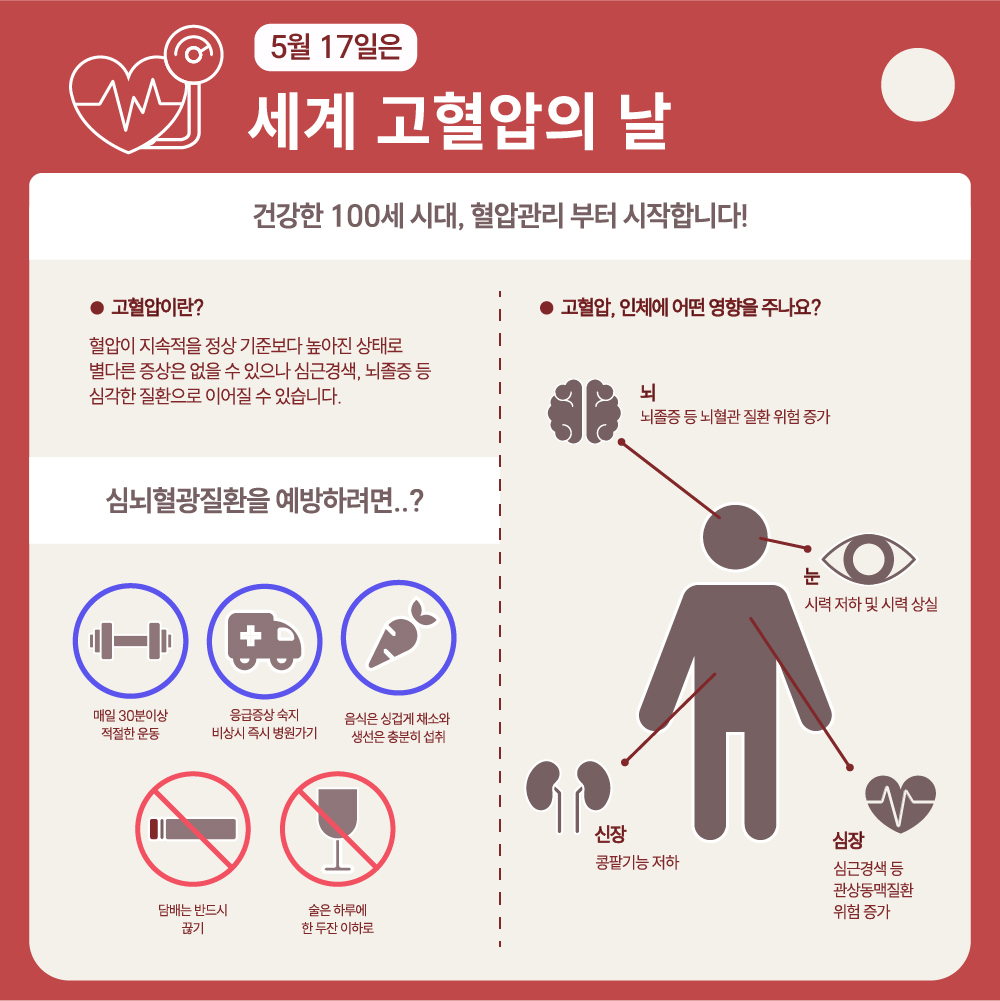 5월 17일은
세계 고혈압의 날
건강한 100세 시대, 혈압관리 부터 시작합니다!
● 고혈압이란?
혈압이 지속적을 정상 기준보다 높아진 상태로
별다른 증상은 없을 수 있으나 심근경색, 뇌졸증 등
심각한 질환으로 이어질 수 있습니다.
심뇌혈광질환을 예방하려면..?
매일 30분이상
적절한 운동
응급증상 숙지
비상시 즉시 병원가기
음식은 싱겁게 채소와
생선은 충분히 섭취
담배는 반드시
끊기
술은 하루에
한 두잔 이하로
● 고혈압, 인체에 어떤 영향을 주나요?
뇌
뇌졸증 등 뇌혈관 질환 위험 증가
눈
시력 저하 및 시력 상실
신장
콩팥기능 저하
심장
심근경색 등
관상동맥질환
위험 증가